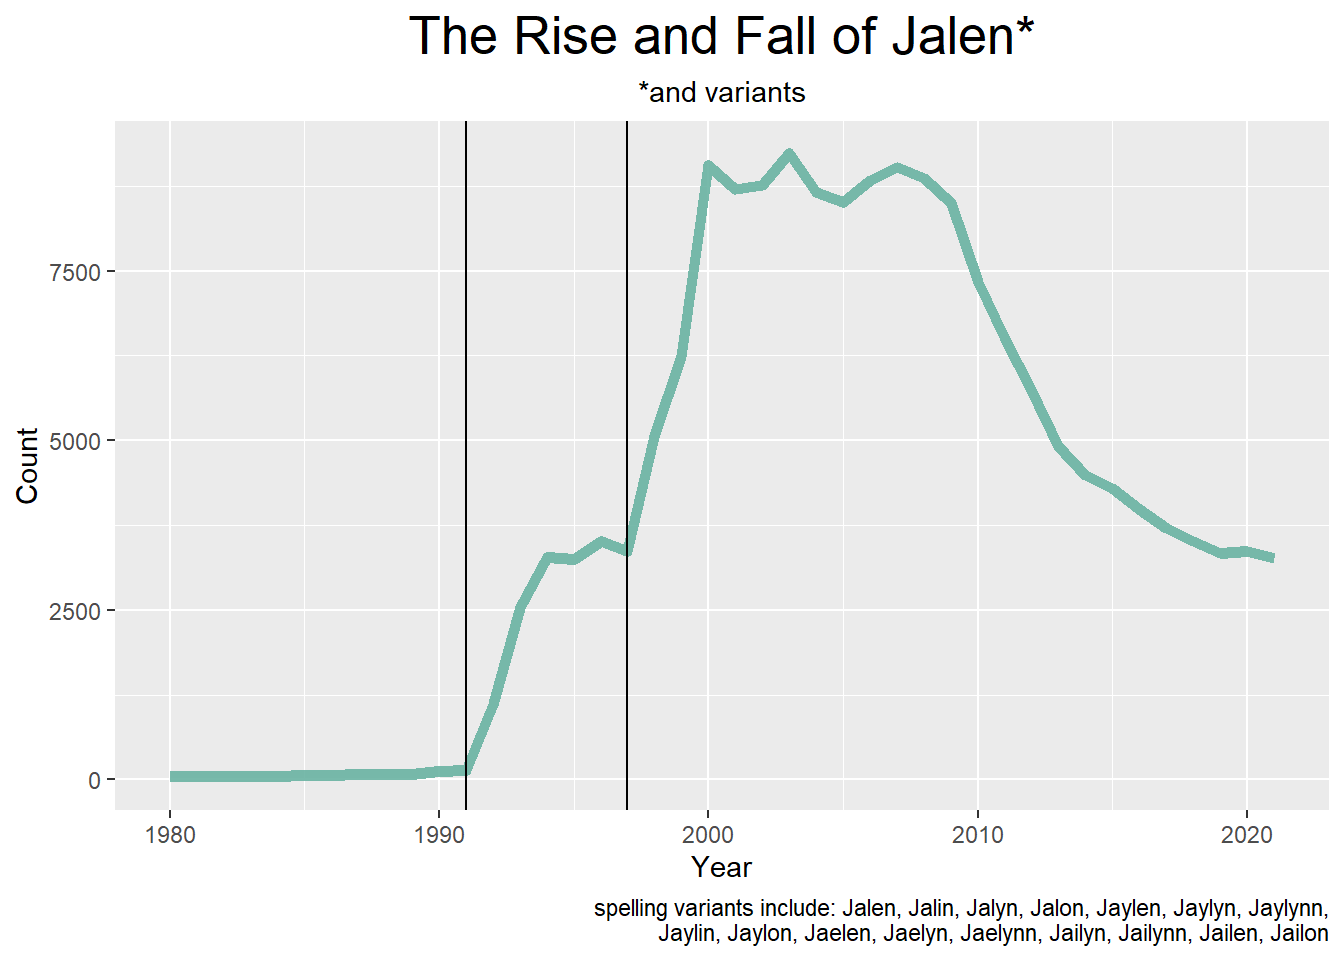 The Rise and Fall of Jalen*
*and variants
7500
5000
2500
0
Count
1980 1990 2000 2010 2020
Year
spelling variants include: Jalen, Jalin, Jalyn, Jalon, Jaylen, Jaylyn, Jaylynn,
Jaylin, Jaylon, Jaelen, Jaelyn, Jaelynn, Jailyn, Jailynn, Jailen, Jailon